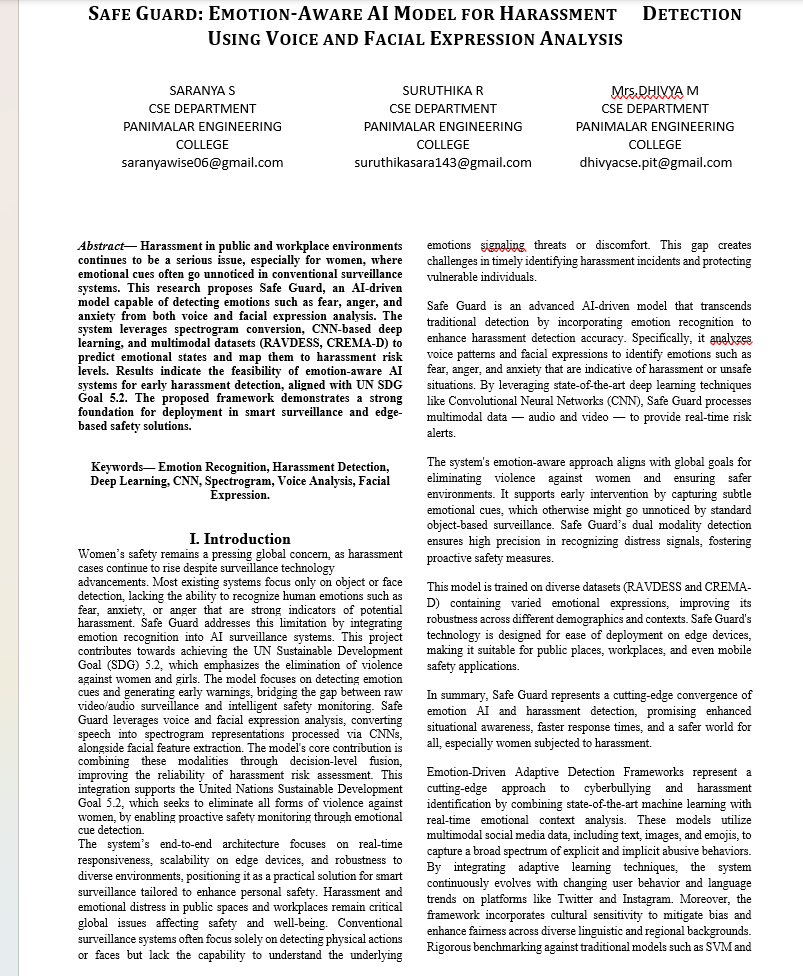 SAFE GUARD: EMOTION-AWARE AI MODEL FOR HARASSMENT DETECTION
USING VOICE AND FACIAL EXPRESSION ANALYSIS
SARANYA S
CSE DEPARTMENT
PANIMALAR ENGINEERING
COLLEGE
saranyawise06@gmail.com
SURUTHIKA R
CSE DEPARTMENT
PANIMALAR ENGINEERING
COLLEGE
suruthikasara143@gmail.com
Mrs.DHIVYA M
CSE DEPARTMENT
PANIMALAR ENGINEERING
COLLEGE
dhivyacse.pit@gmail.com
Abstract— Harassment in public and workplace environments
continues to be a serious issue, especially for women, where
emotional cues often go unnoticed in conventional surveillance
systems. This research proposes Safe Guard, an AI-driven
model capable of detecting emotions such as fear, anger, and
anxiety from both voice and facial expression analysis. The
system leverages spectrogram conversion, CNN-based deep
learning, and multimodal datasets (RAVDESS, CREMA-D) to
predict emotional states and map them to harassment risk
levels. Results indicate the feasibility of emotion-aware AI
systems for early harassment detection, aligned with UN SDG
Goal 5.2. The proposed framework demonstrates a strong
foundation for deployment in smart surveillance and edge-
based safety solutions.
Keywords— Emotion Recognition, Harassment Detection,
Deep Learning, CNN, Spectrogram, Voice Analysis, Facial
Expression.
I. Introduction
Women's safety remains a pressing global concern, as harassment
cases continue to rise despite surveillance technology
advancements. Most existing systems focus only on object or face
detection, lacking the ability to recognize human emotions such as
fear, anxiety, or anger that are strong indicators of potential
harassment. Safe Guard addresses this limitation by integrating
emotion recognition into AI surveillance systems. This project
contributes towards achieving the UN Sustainable Development
Goal (SDG) 5.2, which emphasizes the elimination of violence
against women and girls. The model focuses on detecting emotion
cues and generating early warnings, bridging the gap between raw
video/audio surveillance and intelligent safety monitoring. Safe
Guard leverages voice and facial expression analysis, converting
speech into spectrogram representations processed via CNNs,
alongside facial feature extraction. The model's core contribution is
combining these modalities through decision-level fusion,
improving the reliability of harassment risk assessment. This
integration supports the United Nations Sustainable Development
Goal 5.2, which seeks to eliminate all forms of violence against
women, by enabling proactive safety monitoring through emotional
cue detection.
The system's end-to-end architecture focuses on real-time
responsiveness, scalability on edge devices, and robustness to
diverse environments, positioning it as a practical solution for smart
surveillance tailored to enhance personal safety. Harassment and
emotional distress in public spaces and workplaces remain critical
global issues affecting safety and well-being. Conventional
surveillance systems often focus solely on detecting physical actions
or faces but lack the capability to understand the underlying
emotions signaling threats or discomfort. This gap creates
challenges in timely identifying harassment incidents and protecting
vulnerable individuals.
Safe Guard is an advanced AI-driven model that transcends
traditional detection by incorporating emotion recognition to
enhance harassment detection accuracy. Specifically, it analyzes
voice patterns and facial expressions to identify emotions such as
fear, anger, and anxiety that are indicative of harassment or unsafe
situations. By leveraging state-of-the-art deep learning techniques
like Convolutional Neural Networks (CNN), Safe Guard processes
multimodal data — audio and video — to provide real-time risk
alerts.
The system's emotion-aware approach aligns with global goals for
eliminating violence against women and ensuring safer
environments. It supports early intervention by capturing subtle
emotional cues, which otherwise might go unnoticed by standard
object-based surveillance. Safe Guard's dual modality detection
ensures high precision in recognizing distress signals, fostering
proactive safety measures.
This model is trained on diverse datasets (RAVDESS and CREMA-
D) containing varied emotional expressions, improving its
robustness across different demographics and contexts. Safe Guard's
technology is designed for ease of deployment on edge devices,
making it suitable for public places, workplaces, and even mobile
safety applications.
In summary, Safe Guard represents a cutting-edge convergence of
emotion AI and harassment detection, promising enhanced
situational awareness, faster response times, and a safer world for
all, especially women subjected to harassment.
Emotion-Driven Adaptive Detection Frameworks represent a
cutting-edge approach to cyberbullying and harassment
identification by combining state-of-the-art machine learning with
real-time emotional context analysis. These models utilize
multimodal social media data, including text, images, and emojis, to
capture a broad spectrum of explicit and implicit abusive behaviors.
By integrating adaptive learning techniques, the system
continuously evolves with changing user behavior and language
trends on platforms like Twitter and Instagram. Moreover, the
framework incorporates cultural sensitivity to mitigate bias and
enhance fairness across diverse linguistic and regional backgrounds.
Rigorous benchmarking against traditional models such as SVM and